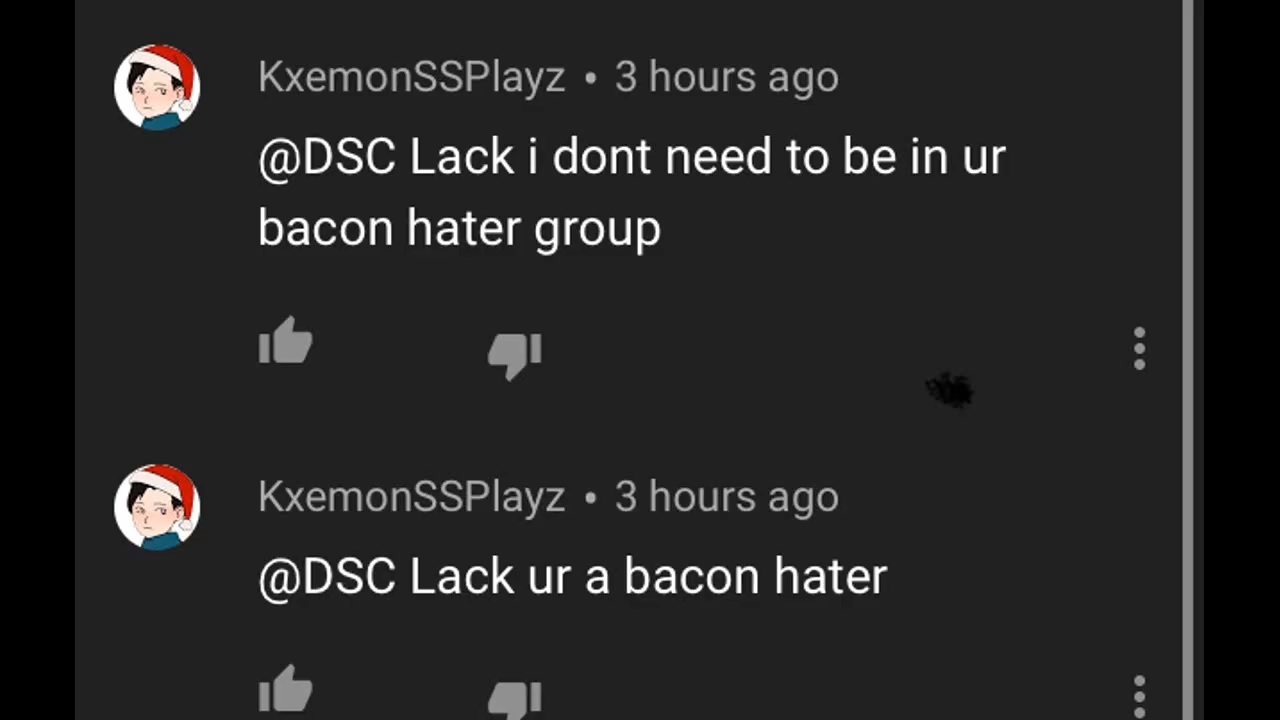 KxemonSSPlayz • 3 hours ago
@DSC Lack i dont need to be in ur
bacon hater group
KxemonSSPlayz • 3 hours ago
@DSC Lack ur a bacon hater